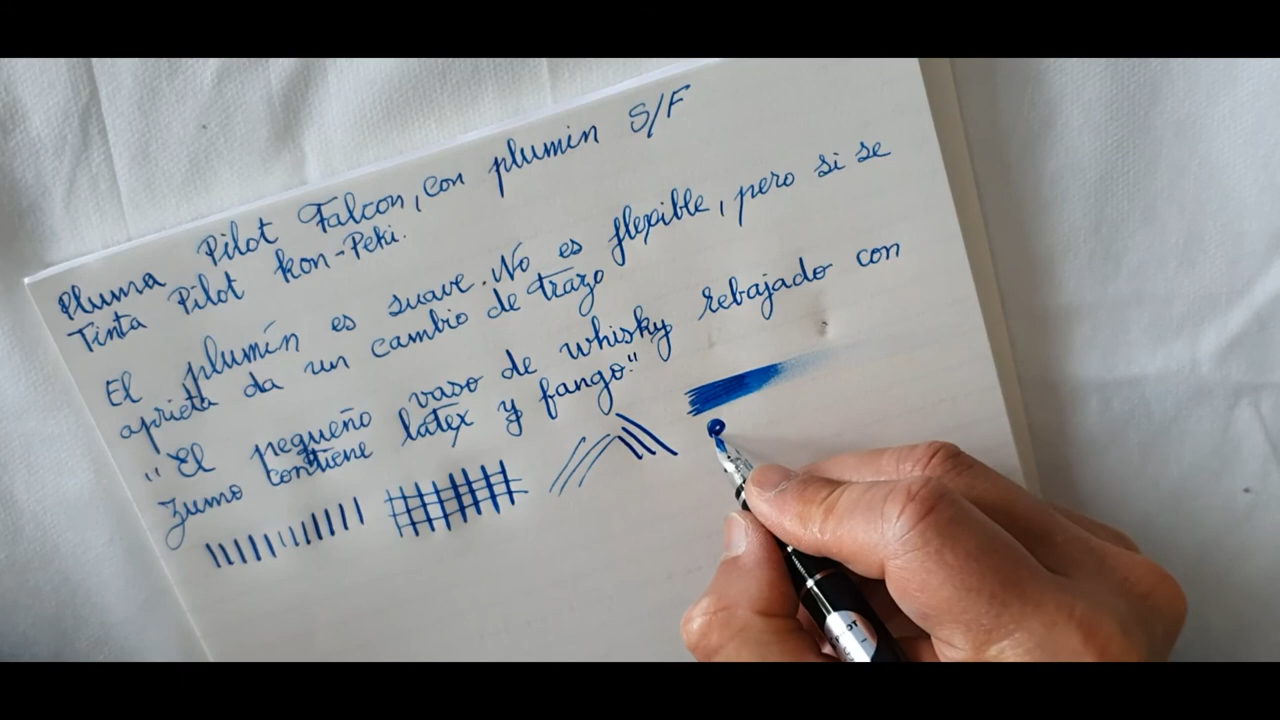 Pluma Pilot Falcon, con plumin S/F
Tinta Pilot Kon-Peki.
El plumín es suave. No es flexible, pero si se
aprieta da un cambio de trazo
"El pequeño vaso de whisky rebajado con
zumo contiene latex y fango."